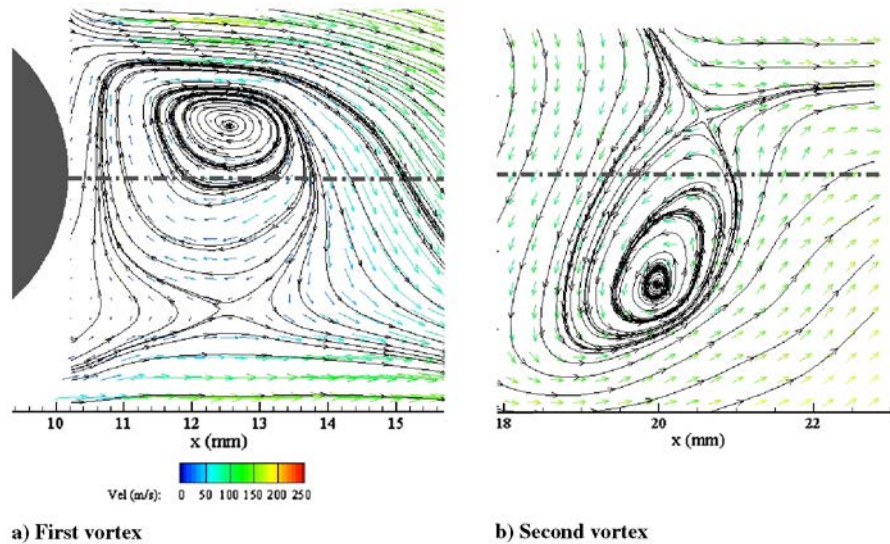 10 11 12 13 14 15
x (mm)
Vel (m/s): 0 50 100 150 200 250
a) First vortex
18 20 22
x (mm)
b) Second vortex